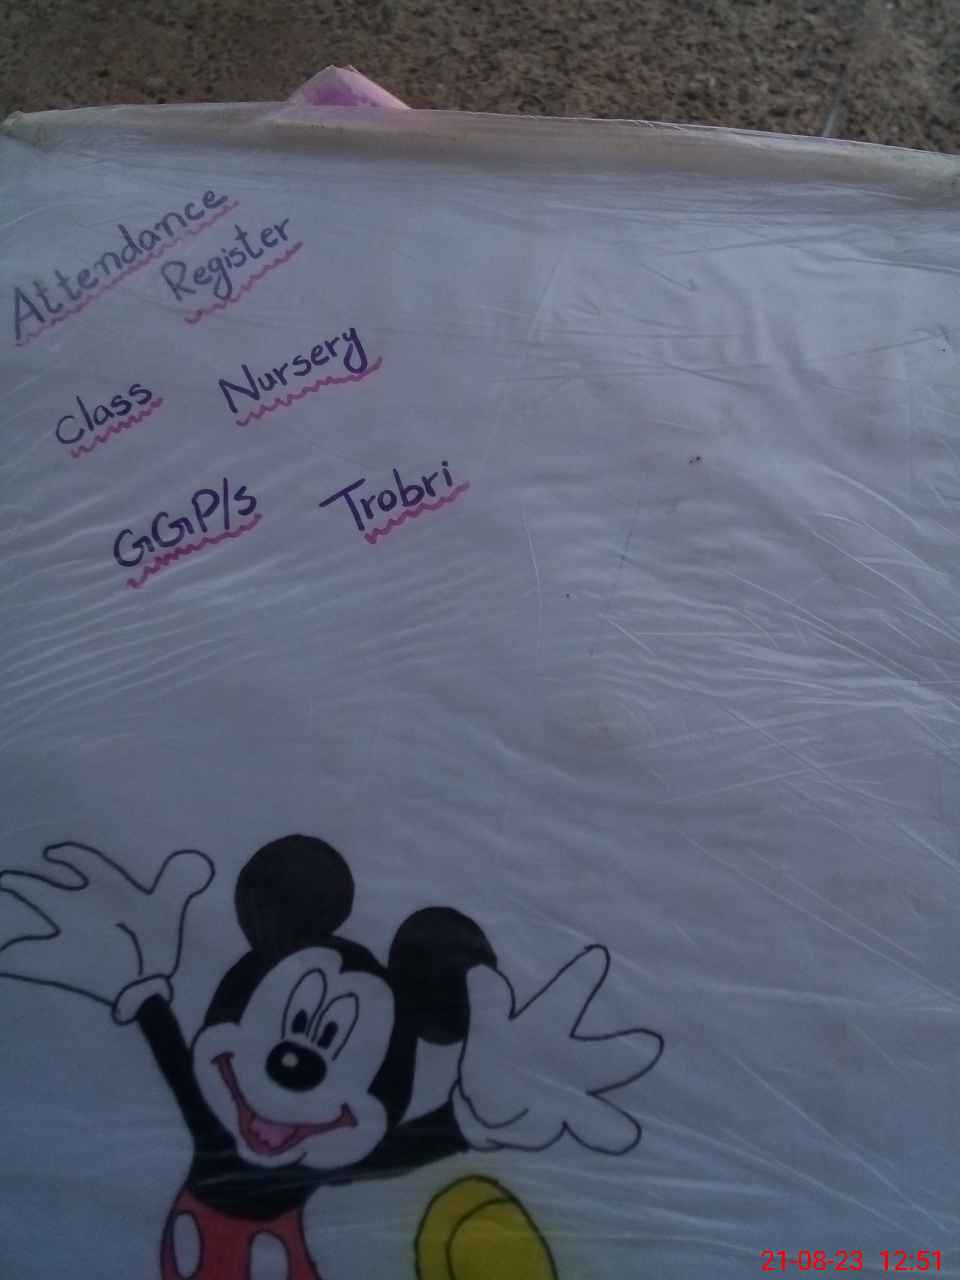 Attendance
Register
class Nursery
GGP/s Trobri
21-08-23 12:51